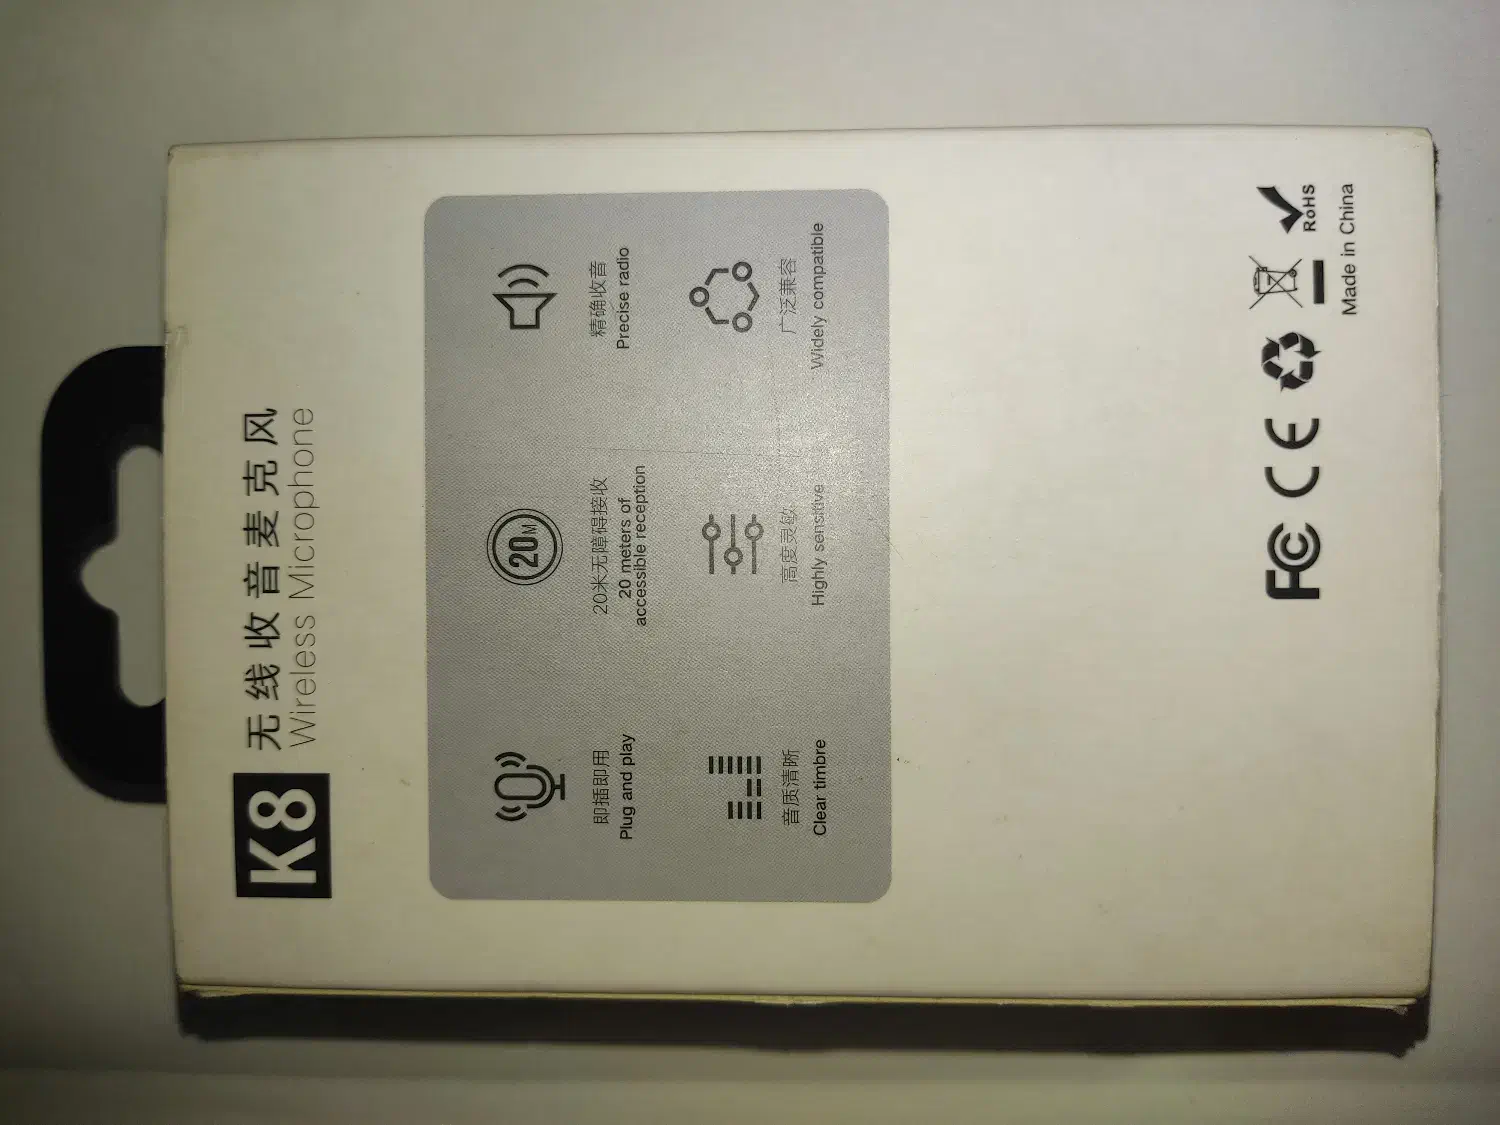 K8
无线收音麦克风
Wireless Microphone
即插即用
Plug and play
20M
20米无障碍接收
20 meters of
accessible reception
精确收音
Precise radio
音质清晰
Clear timbre
高度灵敏
Highly sensitive
广泛兼容
Widely compatible
FC CE RoHS
Made in China